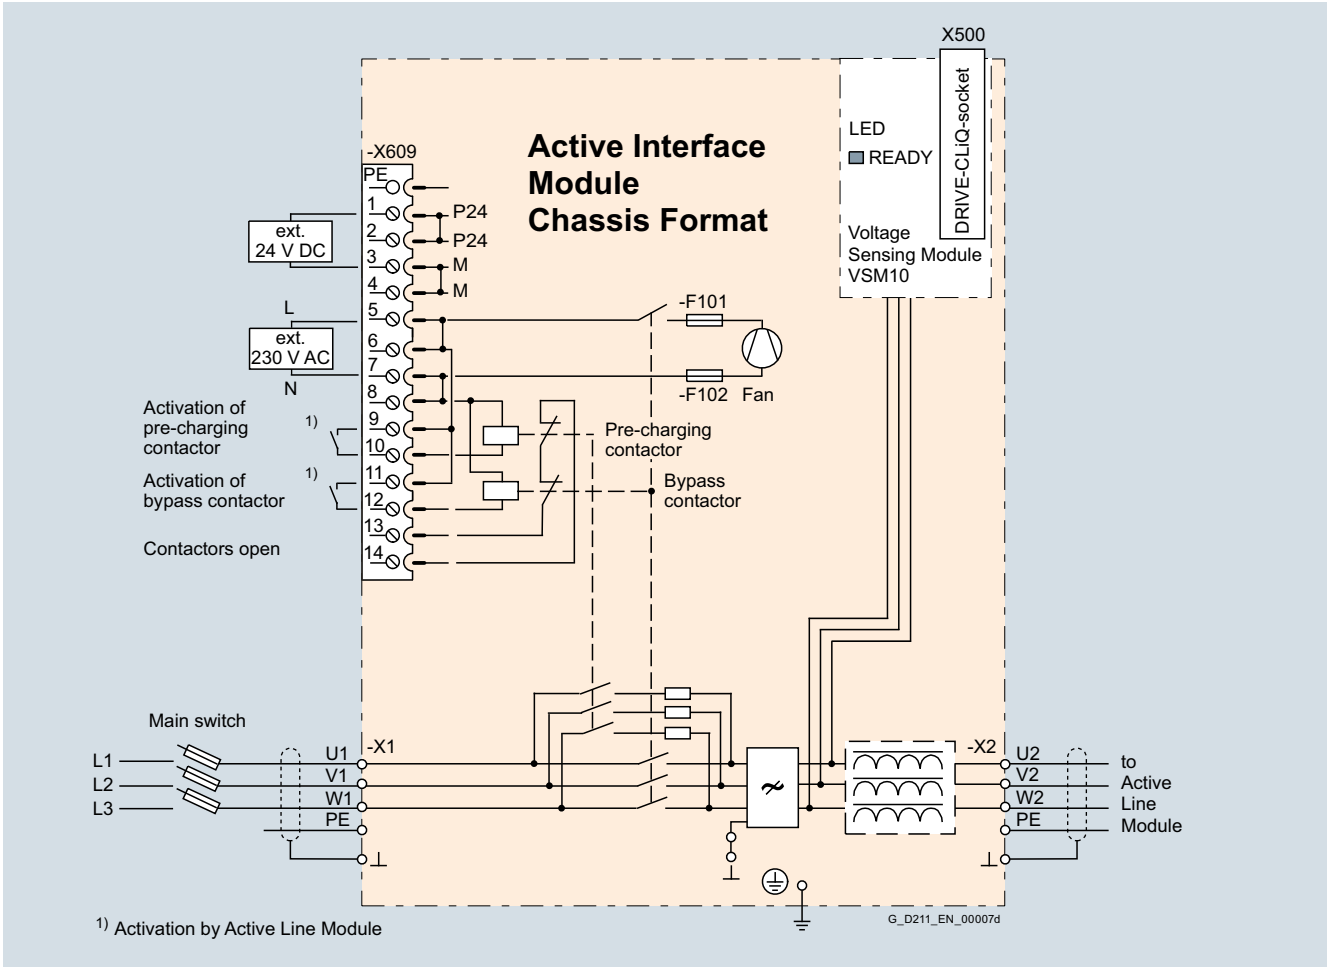 X500
DRIVE-CLiQ-socket
LED
READY
Voltage
Sensing Module
VSM10
Active Interface
Module
Chassis Format
-X609
PE
1
2
3
4
5
6
7
8
9
10
11
12
13
14
P24
P24
M
M
ext.
24 V DC
L
ext.
230 V AC
N
-F101
-F102
Fan
Activation of
pre-charging
contactor
1)
Activation of
bypass contactor
1)
Contactors open
Pre-charging
contactor
Bypass
contactor
Main switch
L1
L2
L3
U1
V1
W1
PE
-X1
-X2
U2
V2
W2
PE
to
Active
Line
Module
G_D211_EN_00007d
1) Activation by Active Line Module